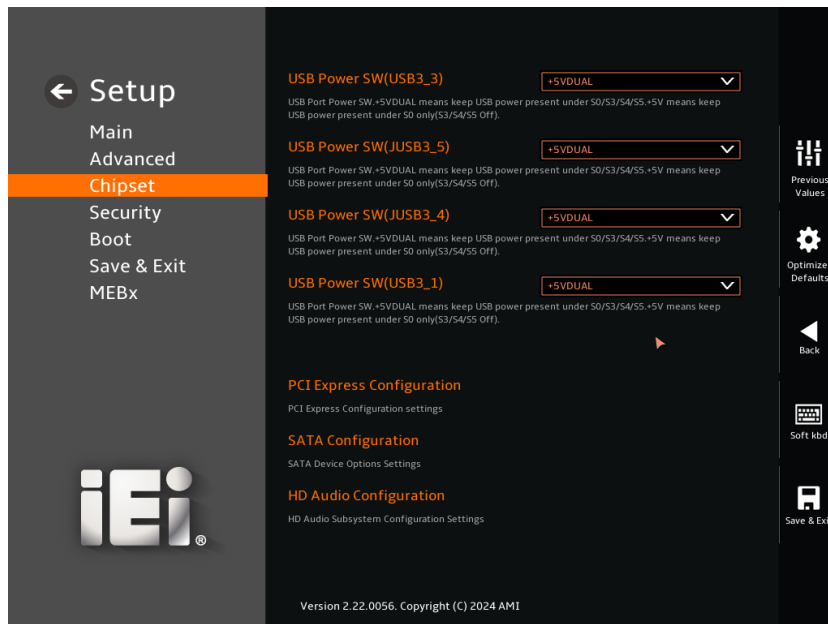 Setup
Main
Advanced
Chipset
Security
Boot
Save & Exit
MEBx
iEi
®
USB Power SW(USB3_3)
+5VDUAL
USB Port Power SW.+5VDUAL means keep USB power present under S0/S3/S4/S5.+5V means keep
USB power present under S0 only(S3/S4/S5 Off).
USB Power SW(JUSB3_5)
+5VDUAL
USB Port Power SW.+5VDUAL means keep USB power present under S0/S3/S4/S5.+5V means keep
USB power present under S0 only(S3/S4/S5 Off).
USB Power SW(JUSB3_4)
+5VDUAL
USB Port Power SW.+5VDUAL means keep USB power present under S0/S3/S4/S5.+5V means keep
USB power present under S0 only(S3/S4/S5 Off).
USB Power SW(USB3_1)
+5VDUAL
USB Port Power SW.+5VDUAL means keep USB power present under S0/S3/S4/S5.+5V means keep
USB power present under S0 only(S3/S4/S5 Off).
PCI Express Configuration
PCI Express Configuration settings
SATA Configuration
SATA Device Options Settings
HD Audio Configuration
HD Audio Subsystem Configuration Settings
Version 2.22.0056. Copyright (C) 2024 AMI
Previous
Values
Optimize
Defaults
Back
Soft kbd
Save & Exi